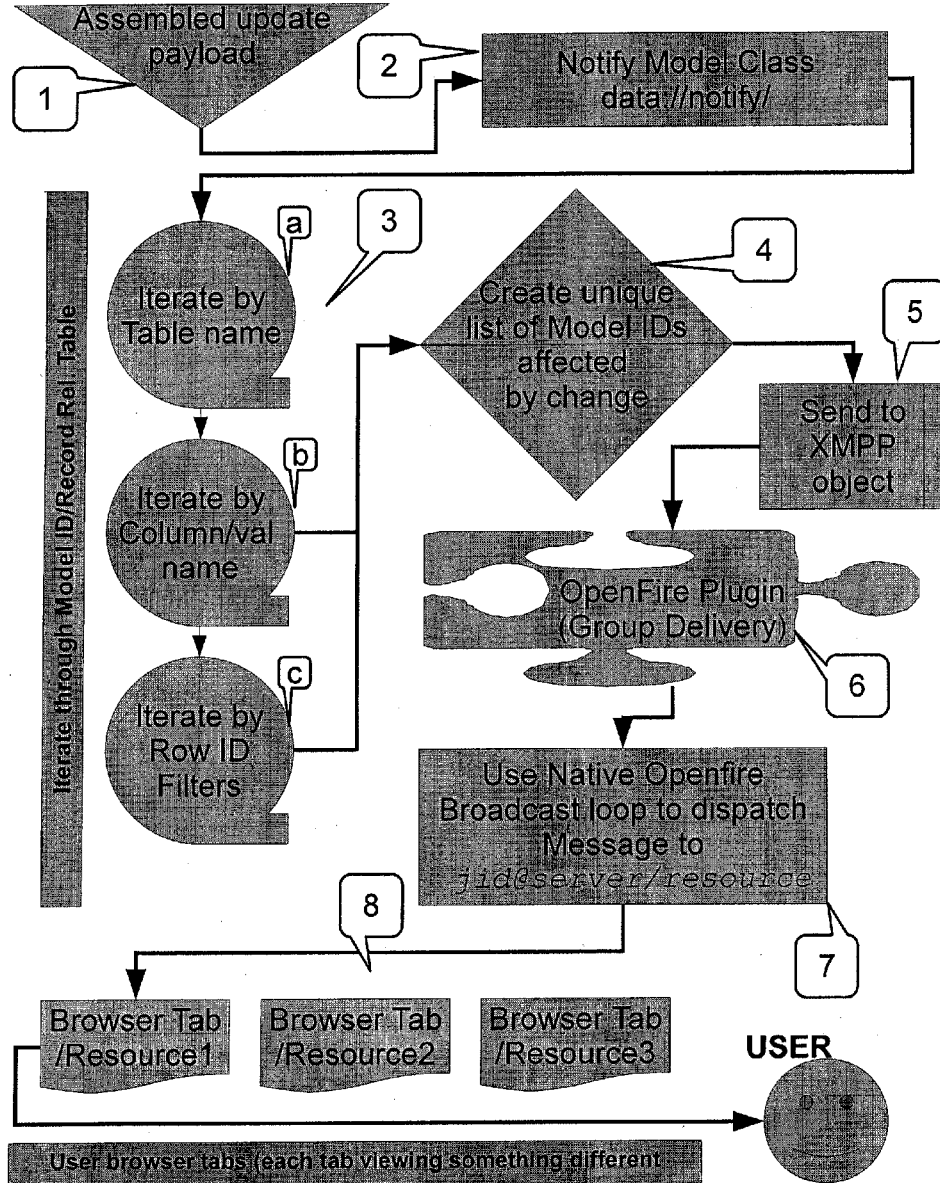 Assembled update
payload
1
2
Notify Model Class
data://notify/
Iterate through Model ID/Record Rel. Table
a
3
Iterate by
Table name
4
Create unique
list of Model IDs
affected
by change
5
Send to
XMPP
object
b
Iterate by
Column/val
name
OpenFire Plugin
(Group Delivery)
6
c
Iterate by
Row ID
Filters
Use Native Openfire
Broadcast loop to dispatch
Message to
jid@server/resource
7
8
Browser Tab
/Resource1
Browser Tab
/Resource2
Browser Tab
/Resource3
USER
User browser tabs (each tab viewing something different